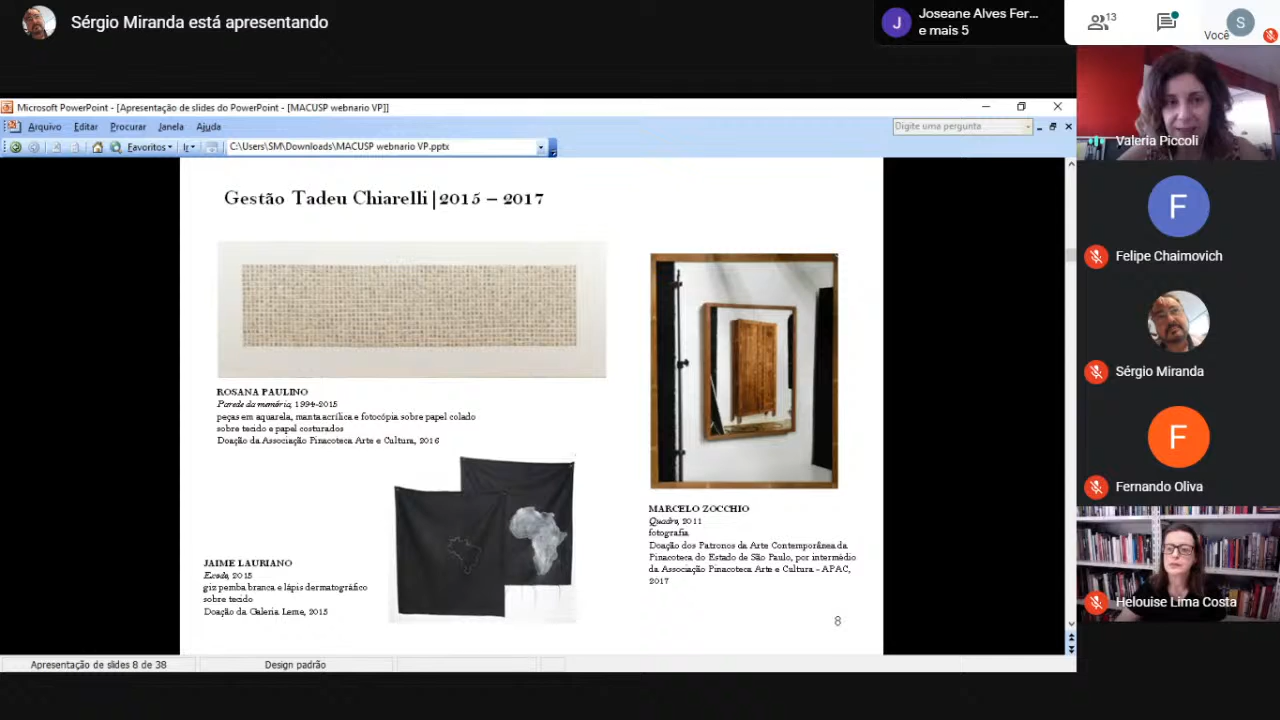 Sérgio Miranda está apresentando
Joseane Alves Fer...
e mais 5
J
13
S
Você
Microsoft PowerPoint - [Apresentação de slides do PowerPoint - [MACUSP webnario VP]]
Arquivo Editar Procurar Janela Ajuda
Digite uma pergunta
Favoritos
Ir
C:\Users\SM\Downloads\MACUSP webnario VP.pptx
Gestão Tadeu Chiarelli|2015 – 2017
ROSANA PAULINO
Parede da memória, 1994-2015
peças em aquarela, manta acrílica e fotocópia sobre papel colado
sobre tecido e papel costurados
Doação da Associação Pinacoteca Arte e Cultura, 2016
JAIME LAURIANO
Êxodo, 2015
giz pemba branca e lápis dermatográfico
sobre tecido
Doação da Galeria Leme, 2015
MARCELO ZOCCHIO
Quadro, 2011
fotografia
Doação dos Patronos da Arte Contemporânea da
Pinacoteca do Estado de São Paulo, por intermédio
da Associação Pinacoteca Arte e Cultura - APAC,
2017
8
Apresentação de slides 8 de 38
Design padrão
Valeria Piccoli
F
Felipe Chaimovich
Sérgio Miranda
F
Fernando Oliva
Helouise Lima Costa